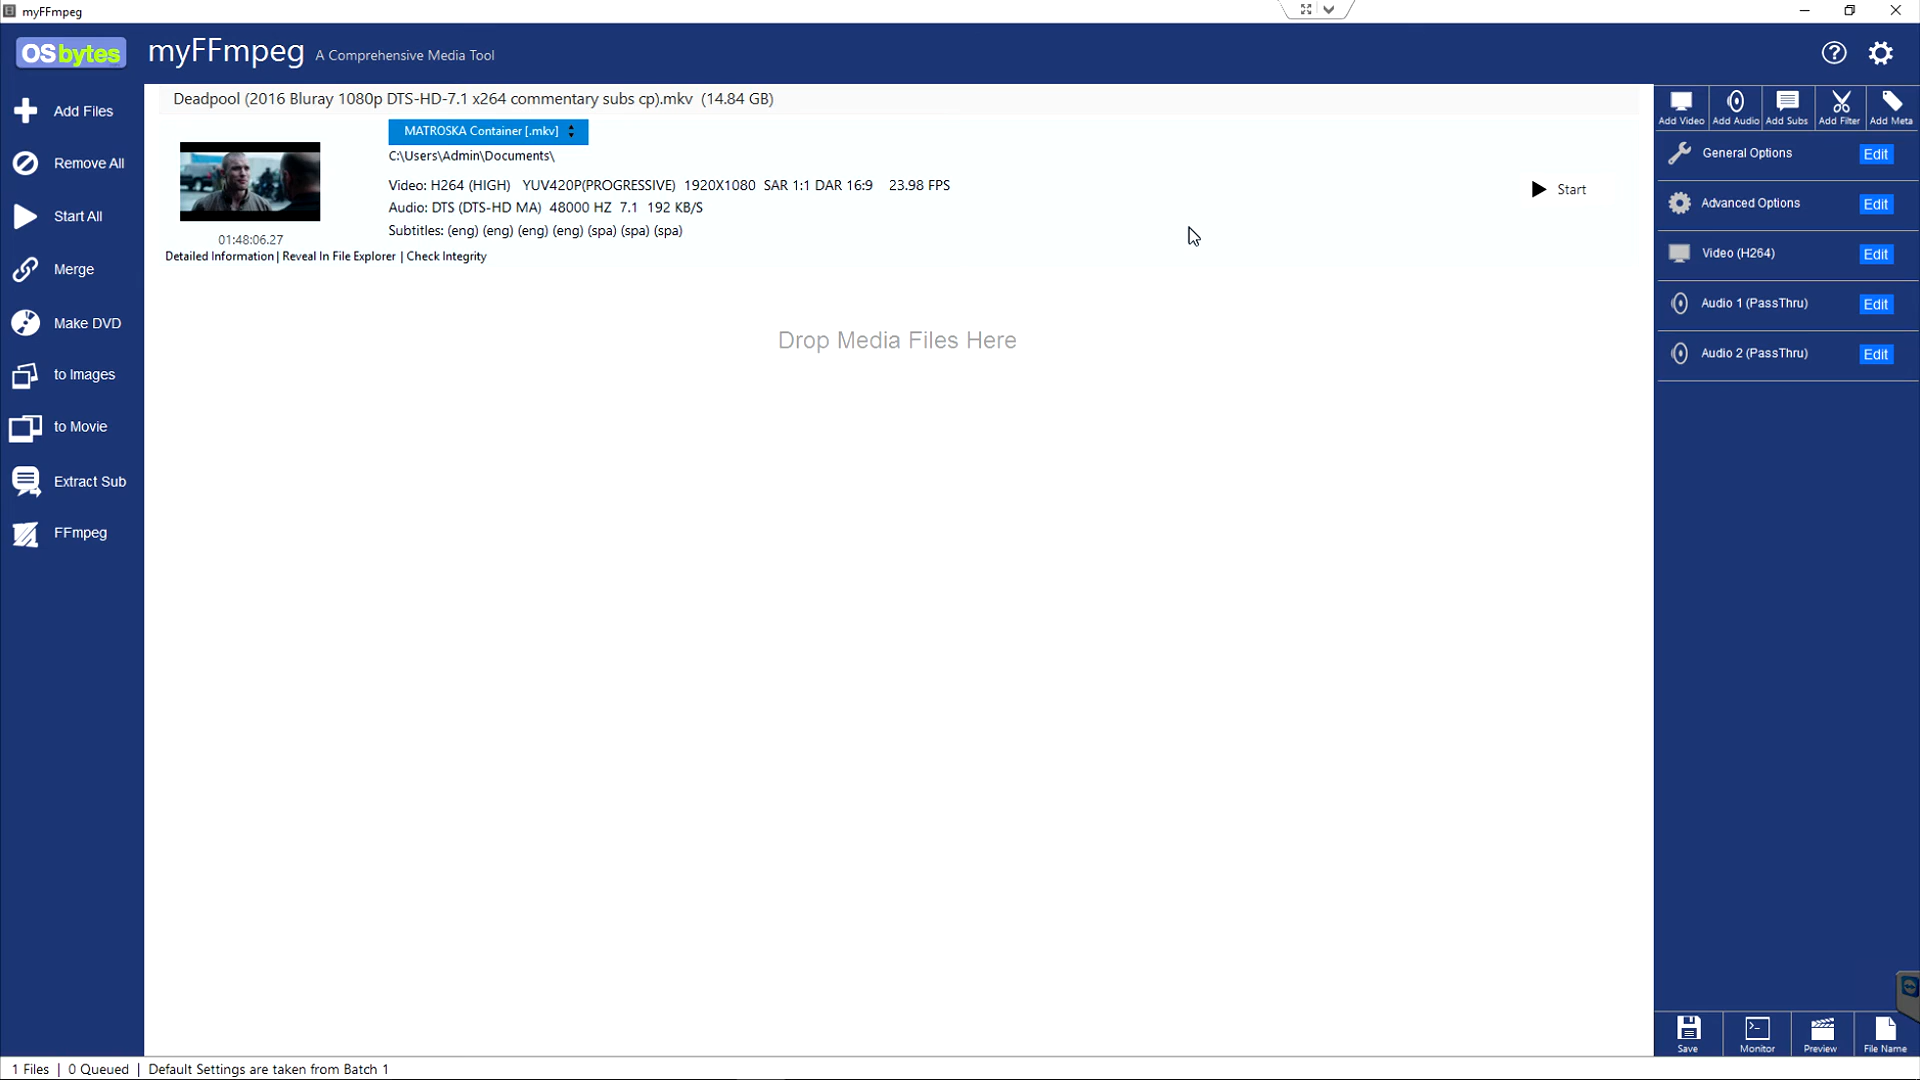 myFFmpeg
OSbytes
myFFmpeg A Comprehensive Media Tool
Add Files
Remove All
Start All
Merge
Make DVD
to Images
to Movie
Extract Sub
FFmpeg
Deadpool (2016 Bluray 1080p DTS-HD-7.1 x264 commentary subs cp).mkv (14.84 GB)
MATROSKA Container [.mkv]
C:\Users\Admin\Documents\
Video: H264 (HIGH) YUV420P(PROGRESSIVE) 1920X1080 SAR 1:1 DAR 16:9 23.98 FPS
Audio: DTS (DTS-HD MA) 48000 HZ 7.1 192 KB/S
Subtitles: (eng) (eng) (eng) (eng) (spa) (spa) (spa)
01:48:06.27
Detailed Information | Reveal In File Explorer | Check Integrity
Start
Drop Media Files Here
Add Video Add Audio Add Subs Add Filter Add Meta
General Options Edit
Advanced Options Edit
Video (H264) Edit
Audio 1 (PassThru) Edit
Audio 2 (PassThru) Edit
Save Monitor Preview File Name
1 Files | 0 Queued | Default Settings are taken from Batch 1